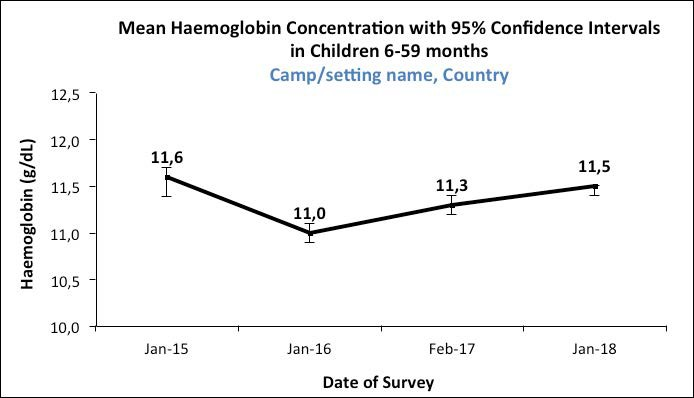 Mean Haemoglobin Concentration with 95% Confidence Intervals
in Children 6-59 months
Camp/setting name, Country
Haemoglobin (g/dL)
12,5
12,0
11,5
11,0
10,5
10,0
11,6
11,0
11,3
11,5
Jan-15
Jan-16
Feb-17
Jan-18
Date of Survey